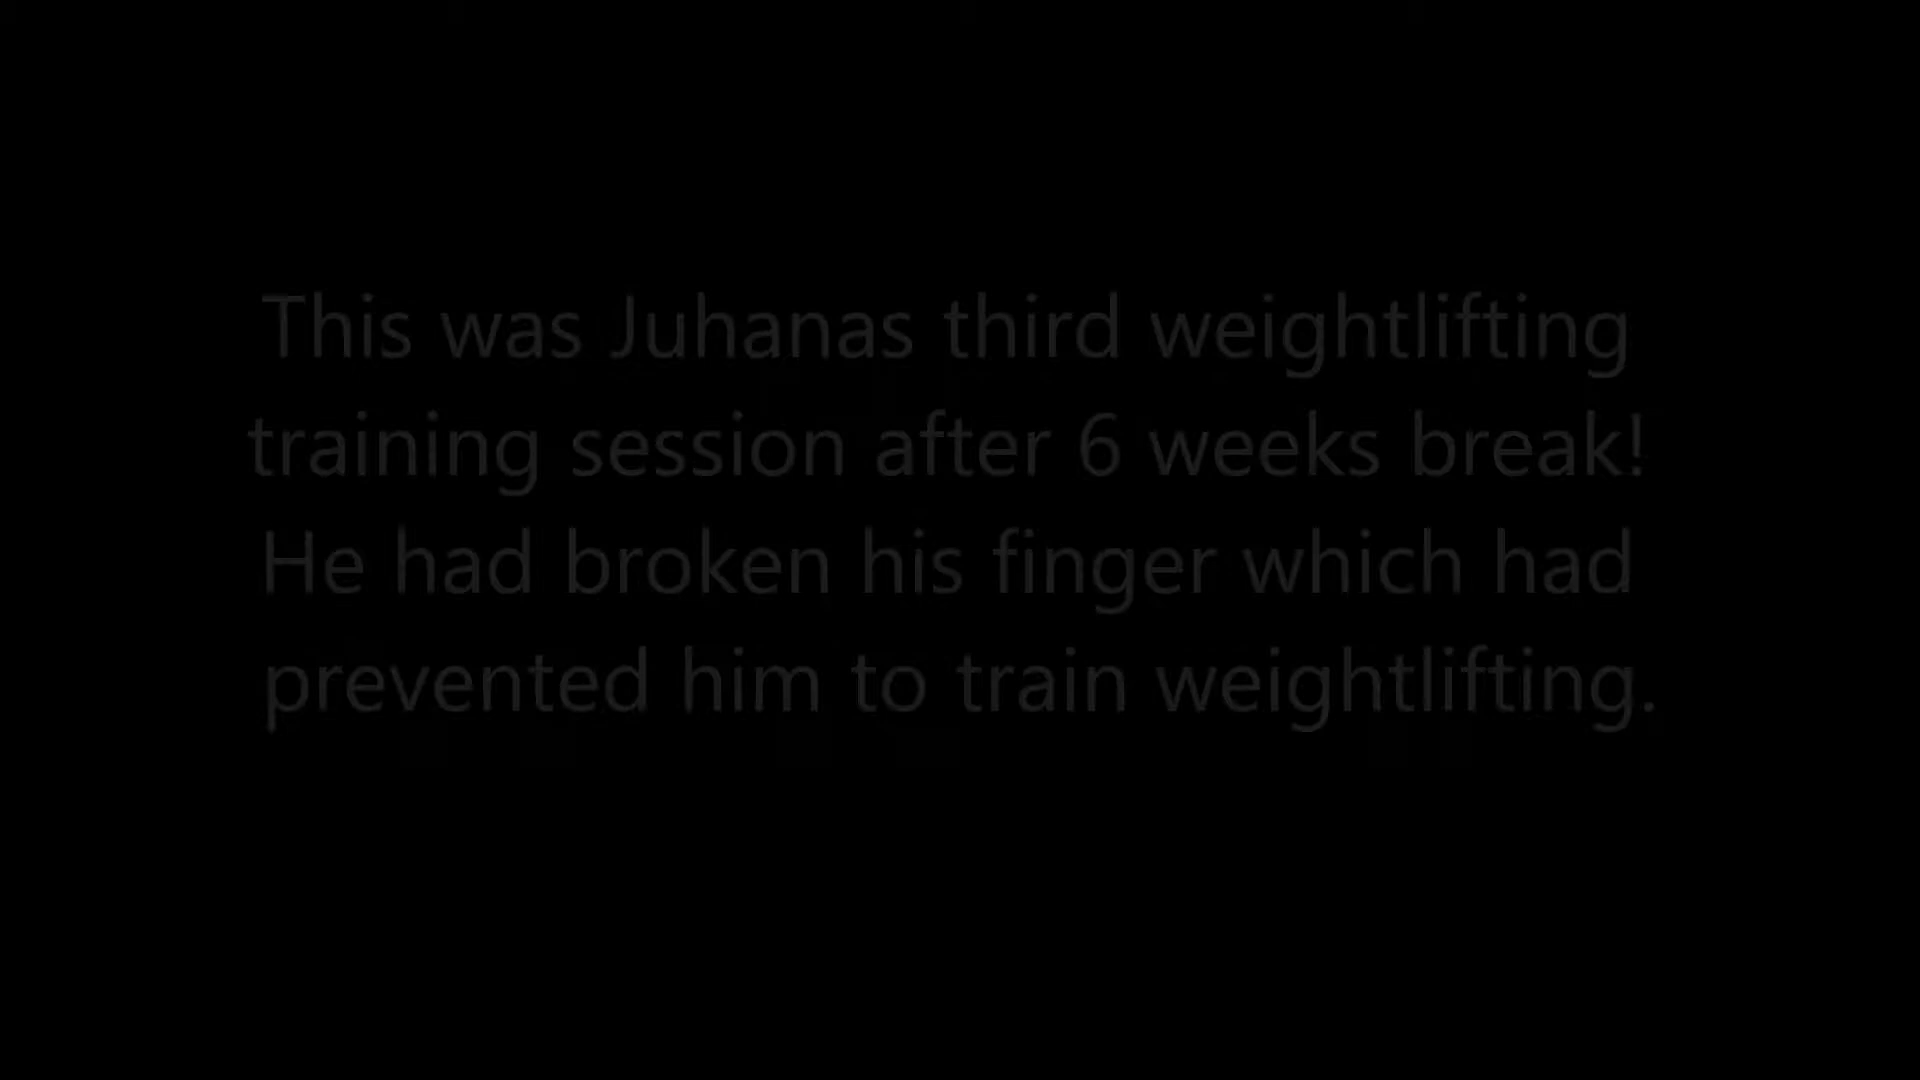 This was Juhanas third weightlifting
training session after 6 weeks break!
He had broken his finger which had
prevented him to train weightlifting.